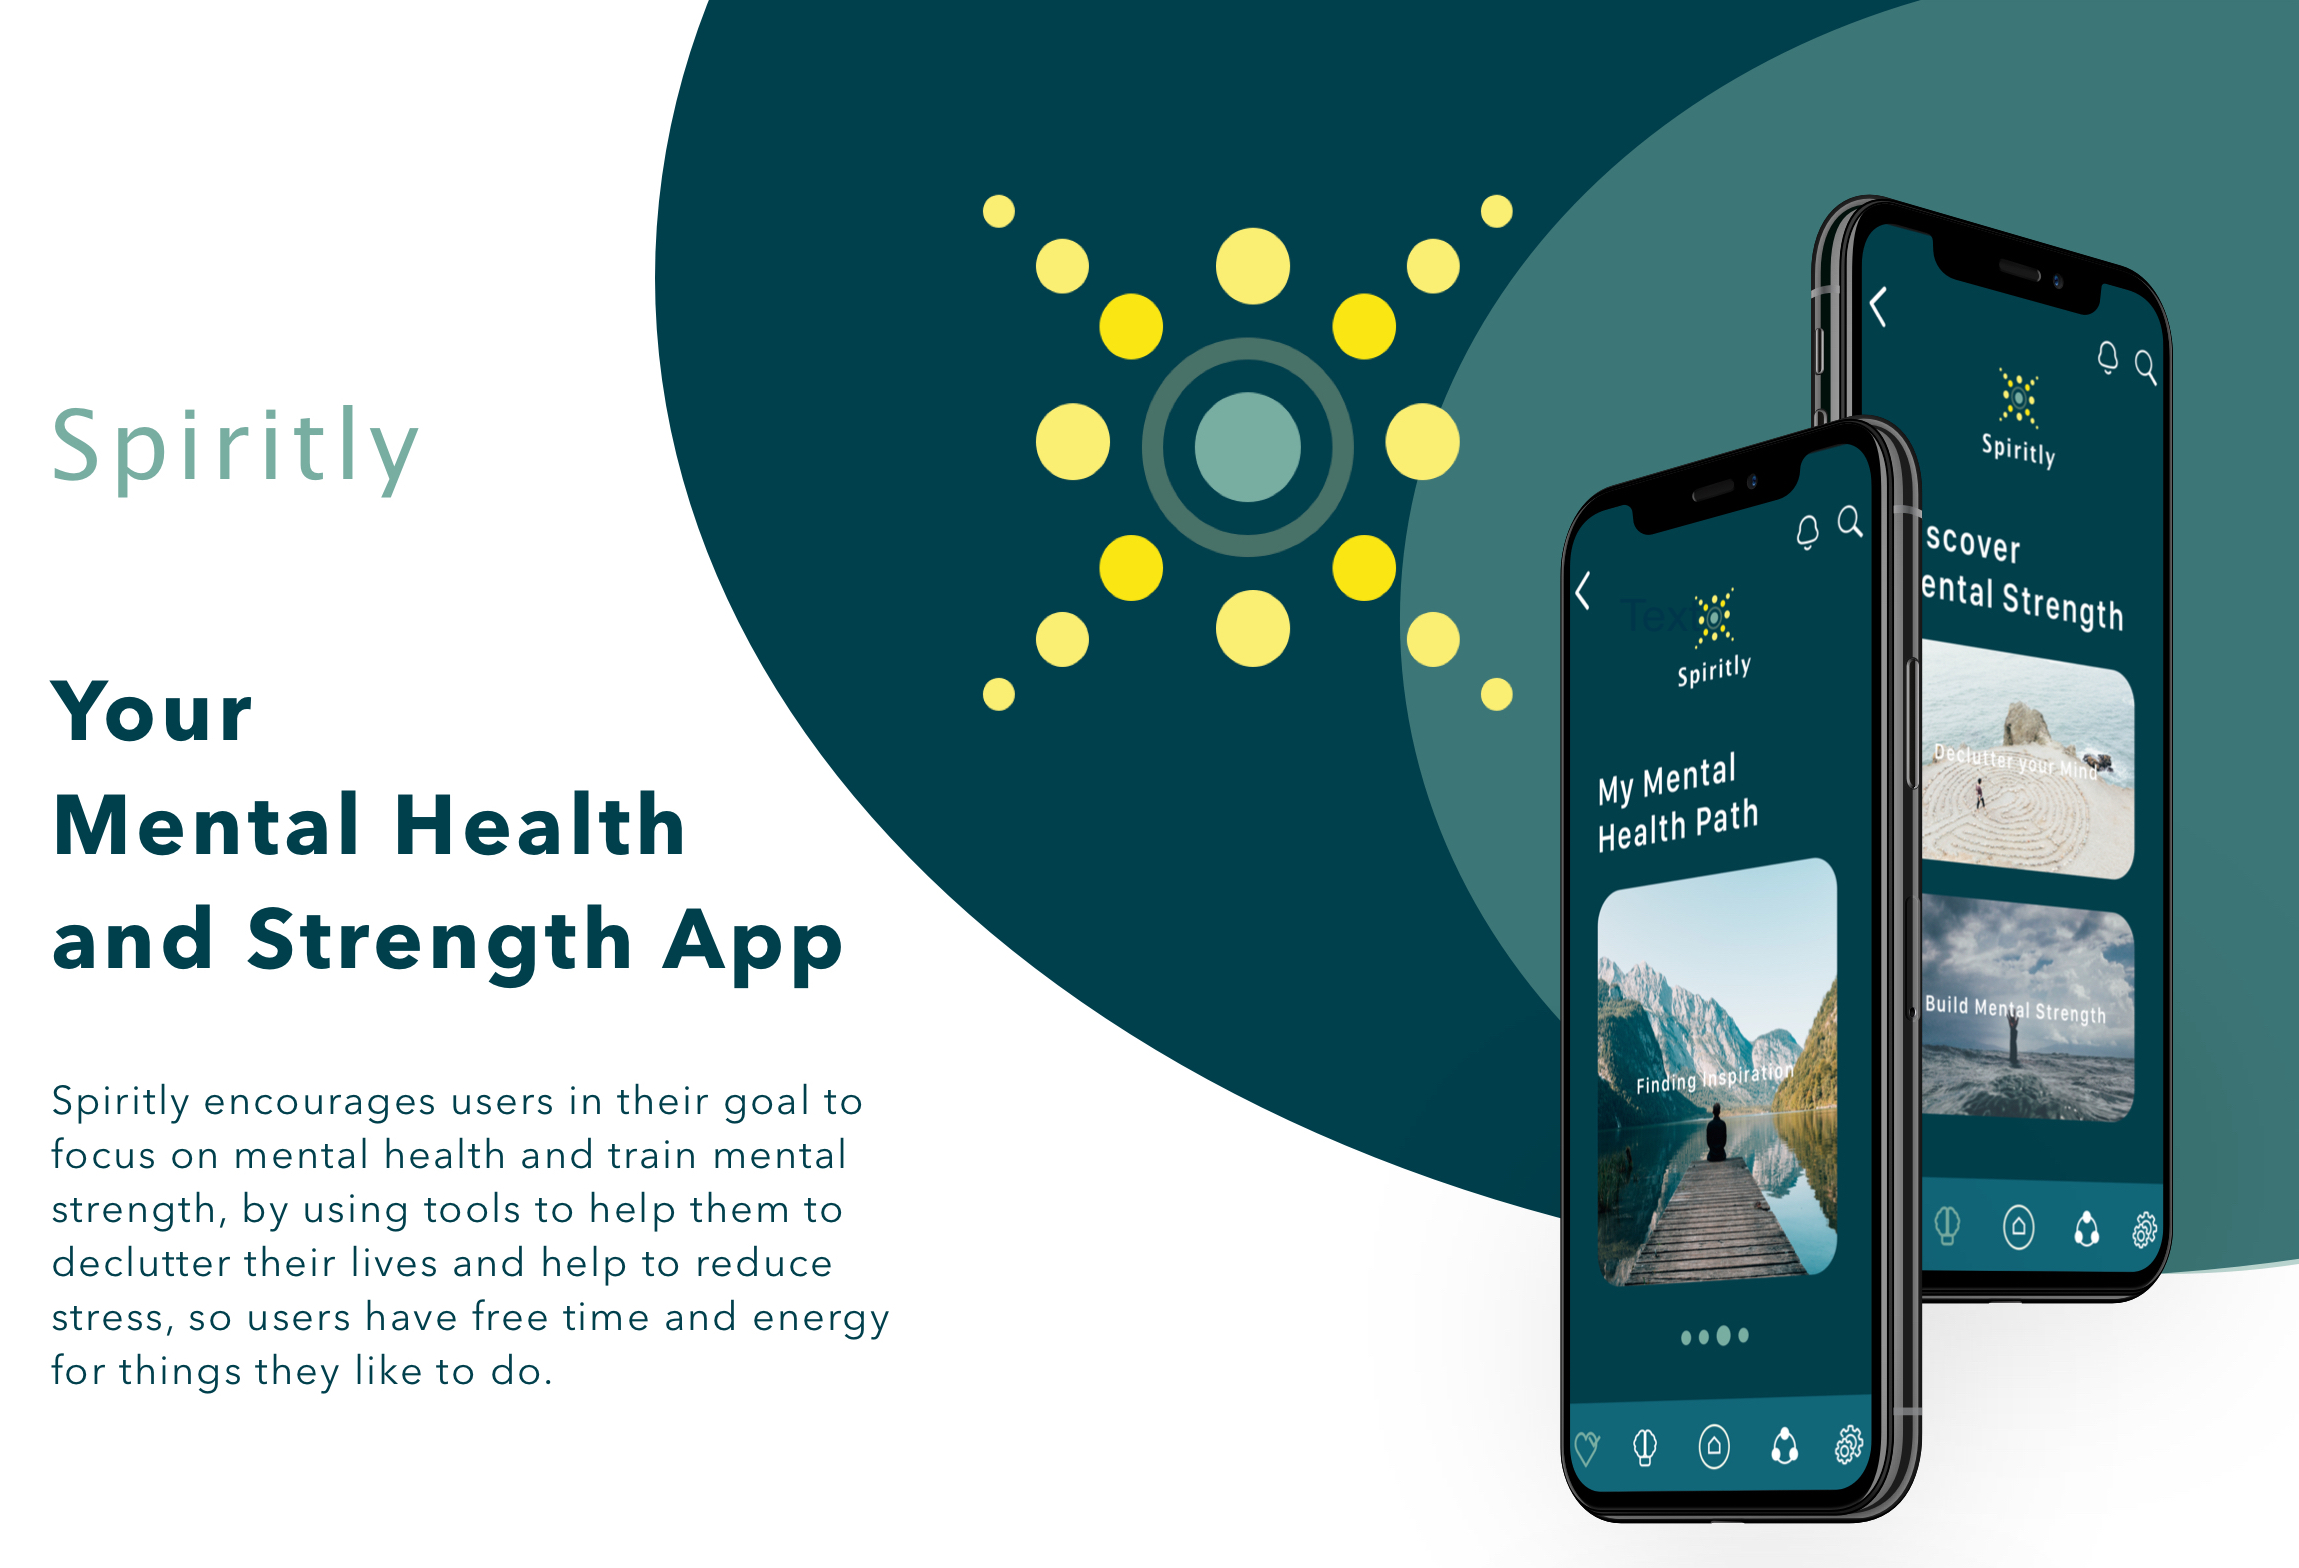 Spiritly
Your
Mental Health
and Strength App
Spiritly encourages users in their goal to
focus on mental health and train mental
strength, by using tools to help them to
declutter their lives and help to reduce
stress, so users have free time and energy
for things they like to do.
Text
Spiritly
My Mental
Health Path
Finding Inspiration
Spiritly
scover
ental Strength
Declutter your Mind
Build Mental Strength